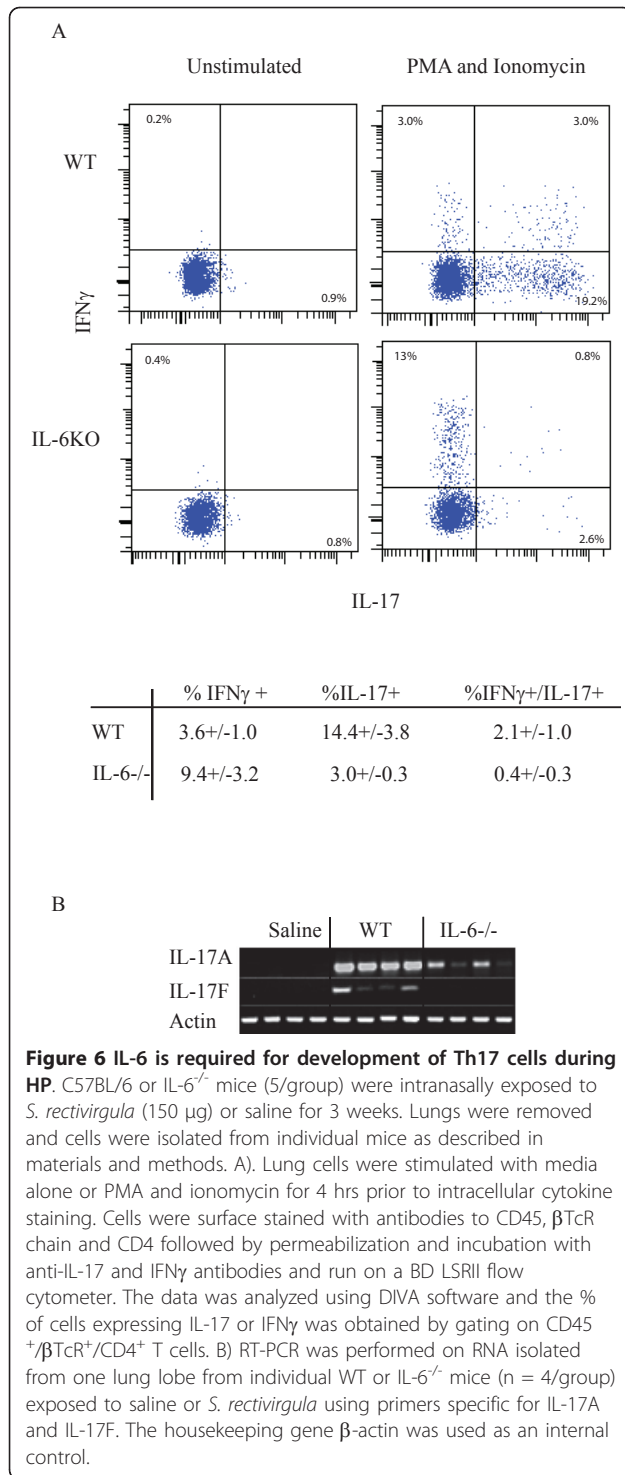 A
Unstimulated PMA and Ionomycin
WT
0.2%
0.9%
3.0% 3.0%
19.2%
IFNγ
IL-6KO
0.4%
0.8%
13% 0.8%
2.6%
IL-17
% IFNγ + %IL-17+ %IFNγ+/IL-17+
WT 3.6+/-1.0 14.4+/-3.8 2.1+/-1.0
IL-6-/- 9.4+/-3.2 3.0+/-0.3 0.4+/-0.3
B
Saline WT IL-6-/-
IL-17A
IL-17F
Actin
Figure 6 IL-6 is required for development of Th17 cells during
HP. C57BL/6 or IL-6-/- mice (5/group) were intranasally exposed to
S. rectivirgula (150 μg) or saline for 3 weeks. Lungs were removed
and cells were isolated from individual mice as described in
materials and methods. A). Lung cells were stimulated with media
alone or PMA and ionomycin for 4 hrs prior to intracellular cytokine
staining. Cells were surface stained with antibodies to CD45, βTcR
chain and CD4 followed by permeabilization and incubation with
anti-IL-17 and IFNγ antibodies and run on a BD LSRII flow
cytometer. The data was analyzed using DIVA software and the %
of cells expressing IL-17 or IFNγ was obtained by gating on CD45
+/βTcR+/CD4+ T cells. B) RT-PCR was performed on RNA isolated
from one lung lobe from individual WT or IL-6-/- mice (n = 4/group)
exposed to saline or S. rectivirgula using primers specific for IL-17A
and IL-17F. The housekeeping gene β-actin was used as an internal
control.